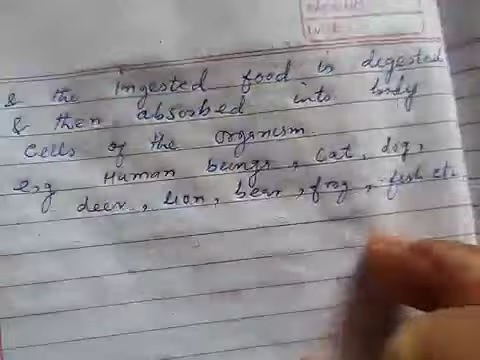 & the ingested food is digested
& then absorbed into body
cells of the organism.
e.g Human beings, cat, dog,
deer, lion, bear, frog, fish etc.